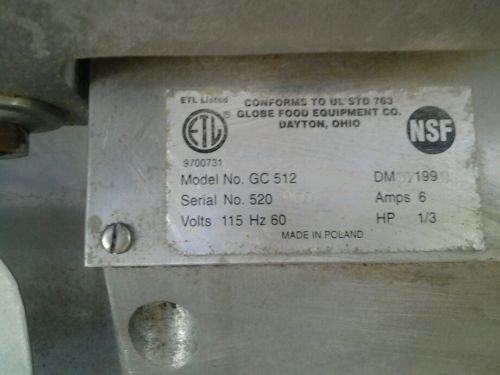 ETL Listed
CONFORMS TO UL STD 763
GLOBE FOOD EQUIPMENT CO.
DAYTON, OHIO
ETL
®
NSF
9700731
Model No. GC 512
DM 199
Serial No. 520
Amps 6
Volts 115 Hz 60
HP 1/3
MADE IN POLAND